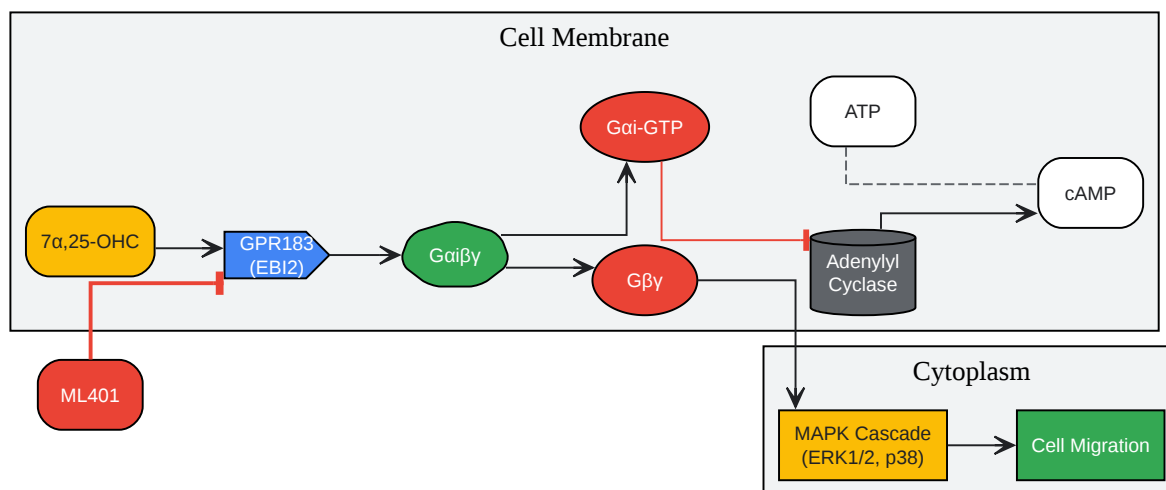 Cell Membrane
Gαi-GTP
ATP
cAMP
7α,25-OHC
GPR183
(EBI2)
Gαiβγ
Gβγ
Adenylyl
Cyclase
ML401
Cytoplasm
MAPK Cascade
(ERK1/2, p38)
Cell Migration